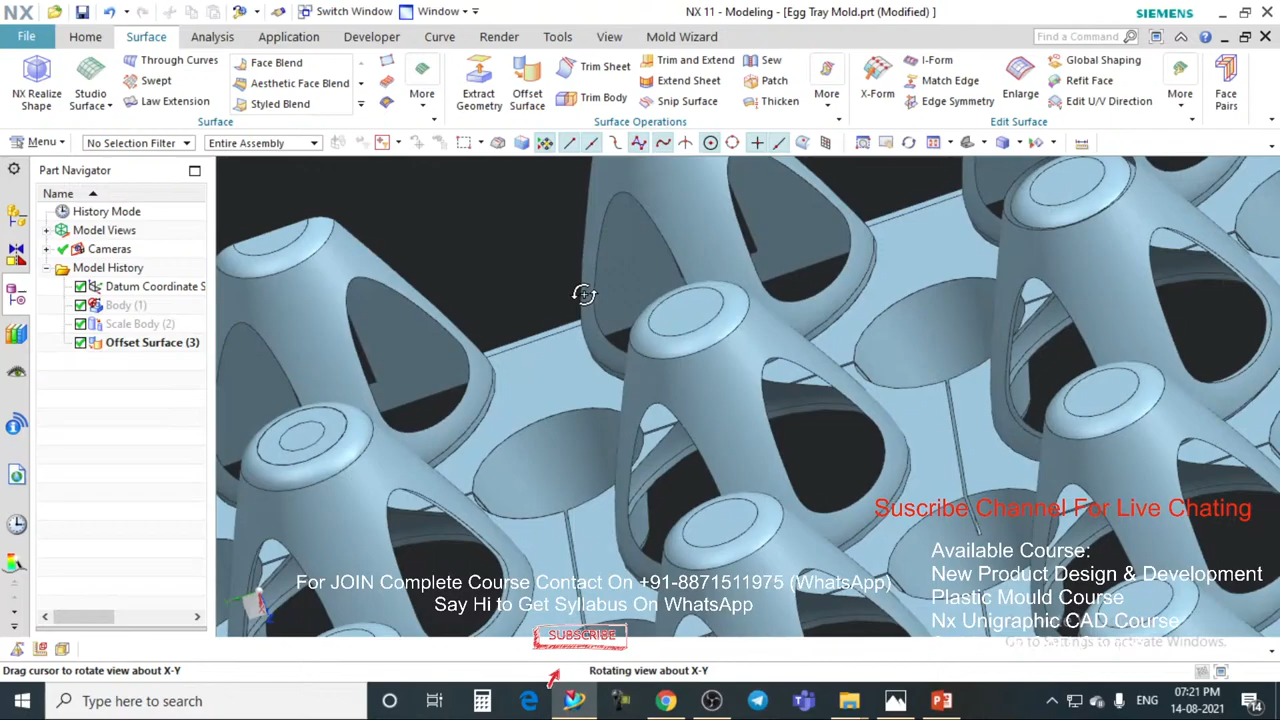 NX
Switch Window
Window
NX 11 - Modeling - [Egg Tray Mold.prt (Modified) ]
SIEMENS
File
Home
Surface
Analysis
Application
Developer
Curve
Render
Tools
View
Mold Wizard
Find a Command
NX Realize Shape
Studio Surface
Through Curves
Swept
Law Extension
Face Blend
Aesthetic Face Blend
Styled Blend
More
Surface
Extract Geometry
Offset Surface
Trim Sheet
Trim Body
Trim and Extend
Extend Sheet
Snip Surface
Sew
Patch
Thicken
More
Surface Operations
X-Form
I-Form
Match Edge
Edge Symmetry
Enlarge
Global Shaping
Refit Face
Edit U/V Direction
More
Edit Surface
Face Pairs
Menu
No Selection Filter
Entire Assembly
Part Navigator
Name
History Mode
Model Views
Cameras
Model History
Datum Coordinate S
Body (1)
Scale Body (2)
Offset Surface (3)
Suscribe Channel For Live Chating
Available Course:
New Product Design & Development
Plastic Mould Course
Nx Unigraphic CAD Course
For JOIN Complete Course Contact On +91-8871511975 (WhatsApp)
Say Hi to Get Syllabus On WhatsApp
SUBSCRIBE
Go to Settings to activate Windows.
Drag cursor to rotate view about X-Y
Rotating view about X-Y
Type here to search
ENG
07:21 PM
14-08-2021
14